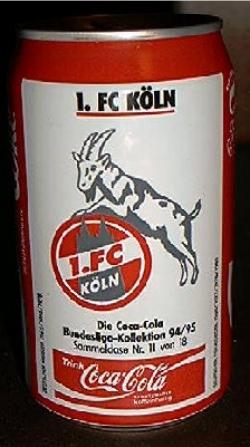 1. FC KÖLN
1.FC
KÖLN
Die Coca-Cola
Bundesliga-Kollektion 94/95
Sammeldose Nr. 11 von 18
Trink
Coca-Cola
koffeinhaltig